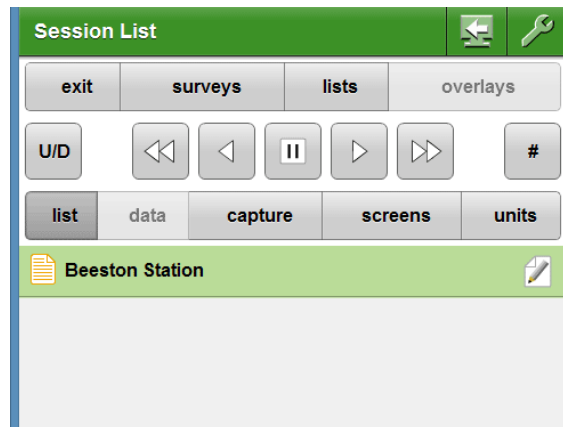 Session List
exit surveys lists overlays
U/D #
list data capture screens units
Beeston Station